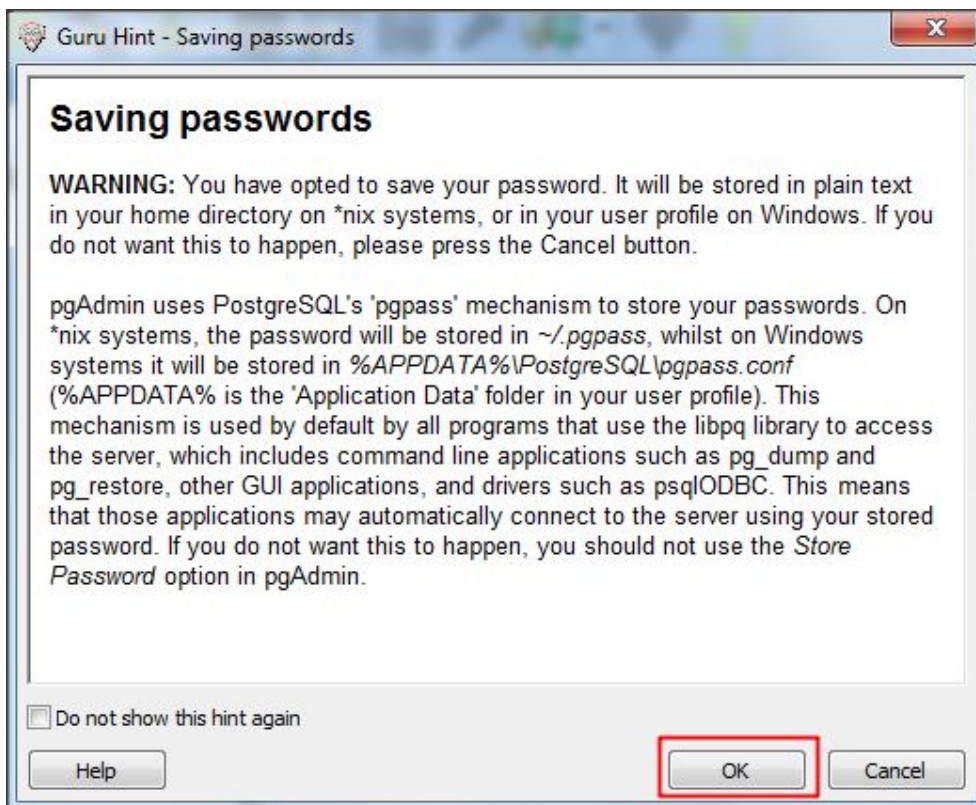 Guru Hint - Saving passwords
Saving passwords
WARNING: You have opted to save your password. It will be stored in plain text
in your home directory on *nix systems, or in your user profile on Windows. If you
do not want this to happen, please press the Cancel button.
pgAdmin uses PostgreSQL's 'pgpass' mechanism to store your passwords. On
*nix systems, the password will be stored in ~/.pgpass, whilst on Windows
systems it will be stored in %APPDATA%\PostgreSQL\pgpass.conf
(%APPDATA% is the 'Application Data' folder in your user profile). This
mechanism is used by default by all programs that use the libpq library to access
the server, which includes command line applications such as pg_dump and
pg_restore, other GUI applications, and drivers such as psqlODBC. This means
that those applications may automatically connect to the server using your stored
password. If you do not want this to happen, you should not use the Store
Password option in pgAdmin.
Do not show this hint again
Help
OK
Cancel